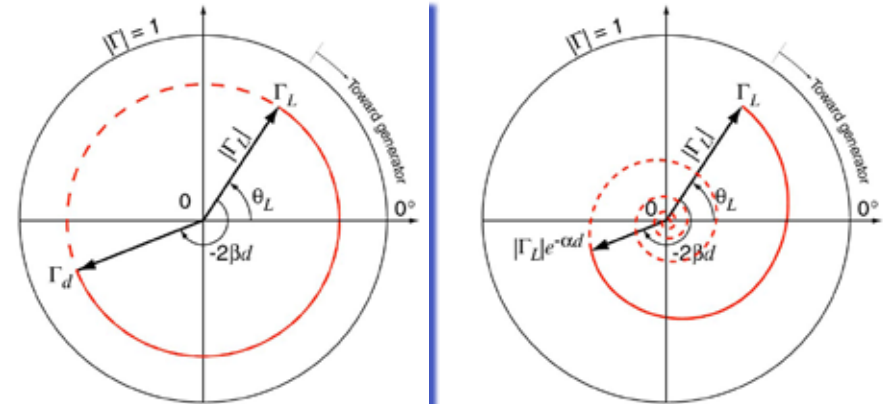 |Γ| = 1
Toward generator
Γ_L
|Γ_L|
0
θ_L
0°
-2βd
Γ_d
|Γ| = 1
Toward generator
Γ_L
|Γ_L|
0
θ_L
0°
|Γ_L|e^-αd
-2βd